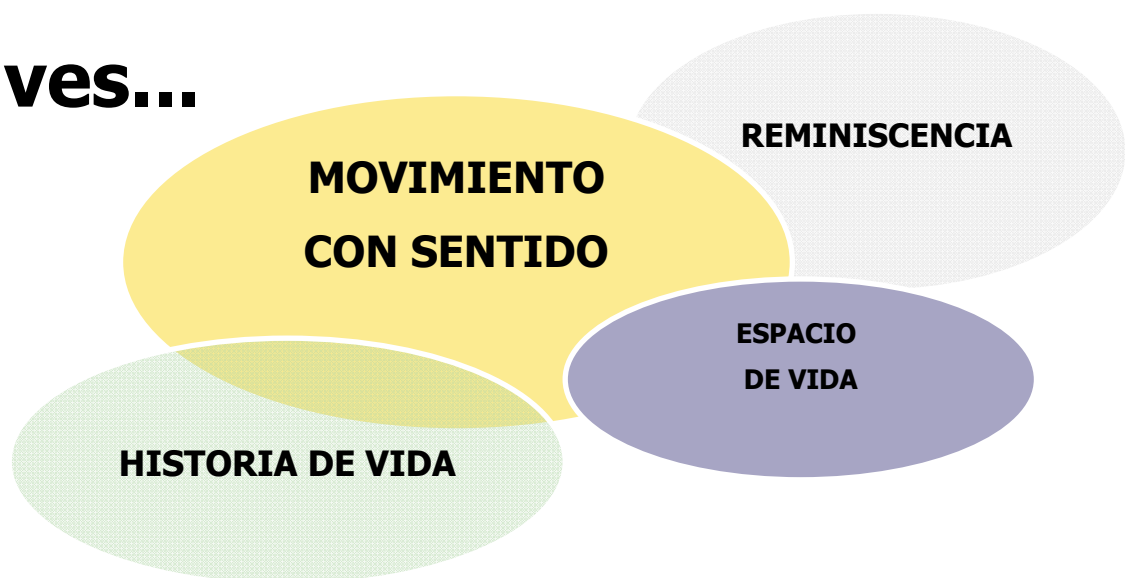 ves...
REMINISCENCIA
MOVIMIENTO
CON SENTIDO
ESPACIO
DE VIDA
HISTORIA DE VIDA